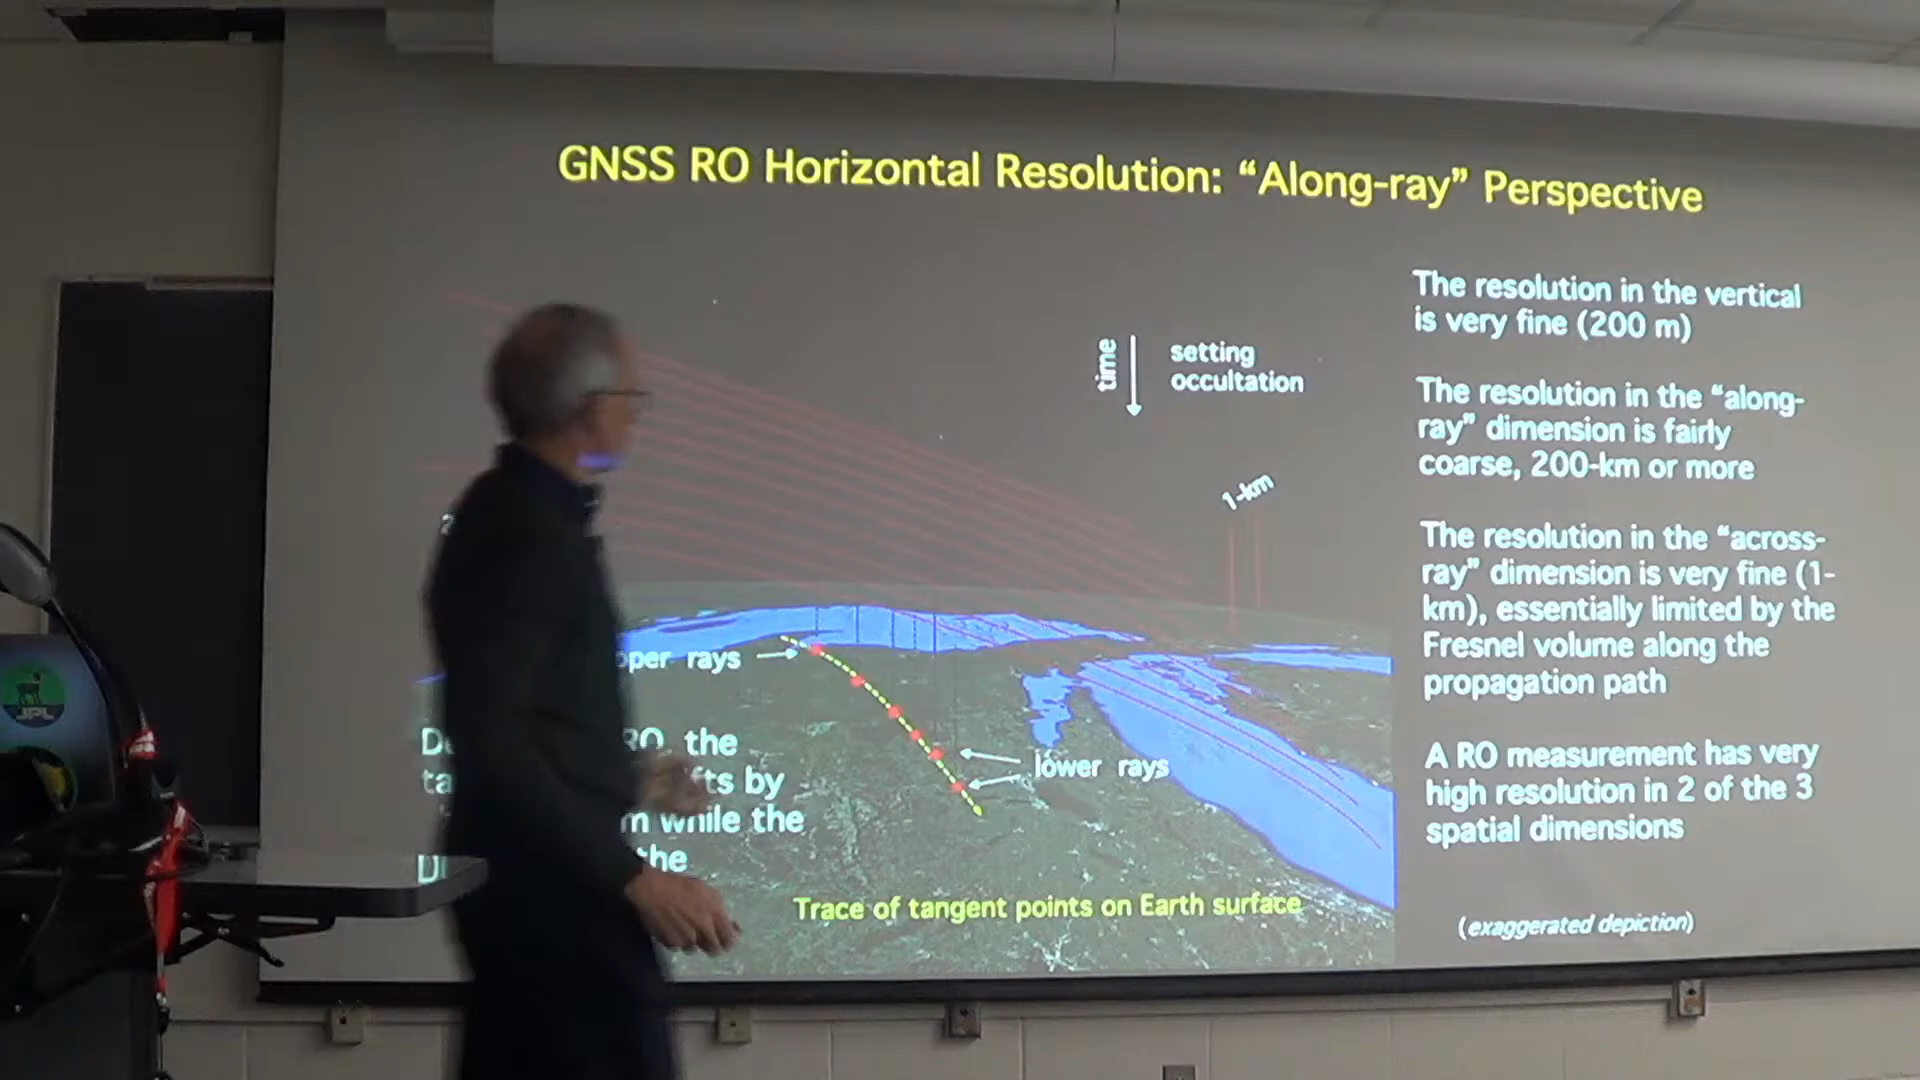 GNSS RO Horizontal Resolution: “Along-ray” Perspective
time
setting
occultation
1-km
rays
lower rays
RO, the
by
while the
the
Trace of tangent points on Earth surface
The resolution in the vertical
is very fine (200 m)
The resolution in the “along-
ray” dimension is fairly
coarse, 200-km or more
The resolution in the “across-
ray” dimension is very fine (1-
km), essentially limited by the
Fresnel volume along the
propagation path
A RO measurement has very
high resolution in 2 of the 3
spatial dimensions
(exaggerated depiction)
JPL